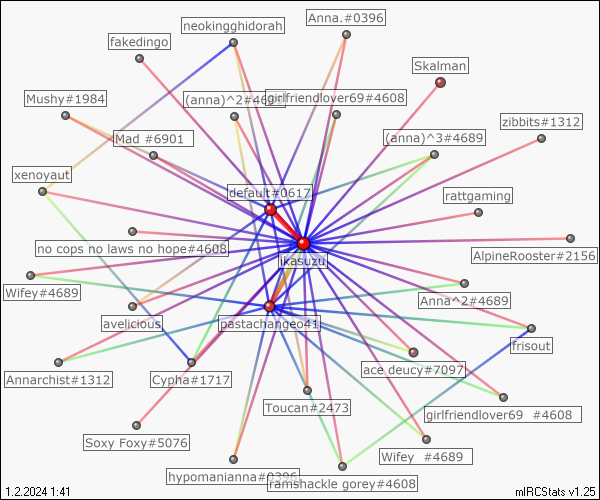 neokingghidorah
Anna.#0396
fakedingo
Skalman
Mushy#1984
(anna)^2#46
girlfriendlover69#4608
zibbits#1312
Mad #6901
(anna)^3#4689
xenoyaut
default#0617
rattgaming
no cops no laws no hope#4608
ikasuzu
AlpineRooster#2156
Wifey#4689
Anna^2#4689
avelicious
pastachangeo41
frisout
Annarchist#1312
Cypha#1717
ace deucy#7097
Toucan#2473
girlfriendlover69 #4608
Soxy Foxy#5076
Wifey #4689
hypomanianna#0396
ramshackle gorey#4608
1.2.2024 1:41
mIRCStats v1.25